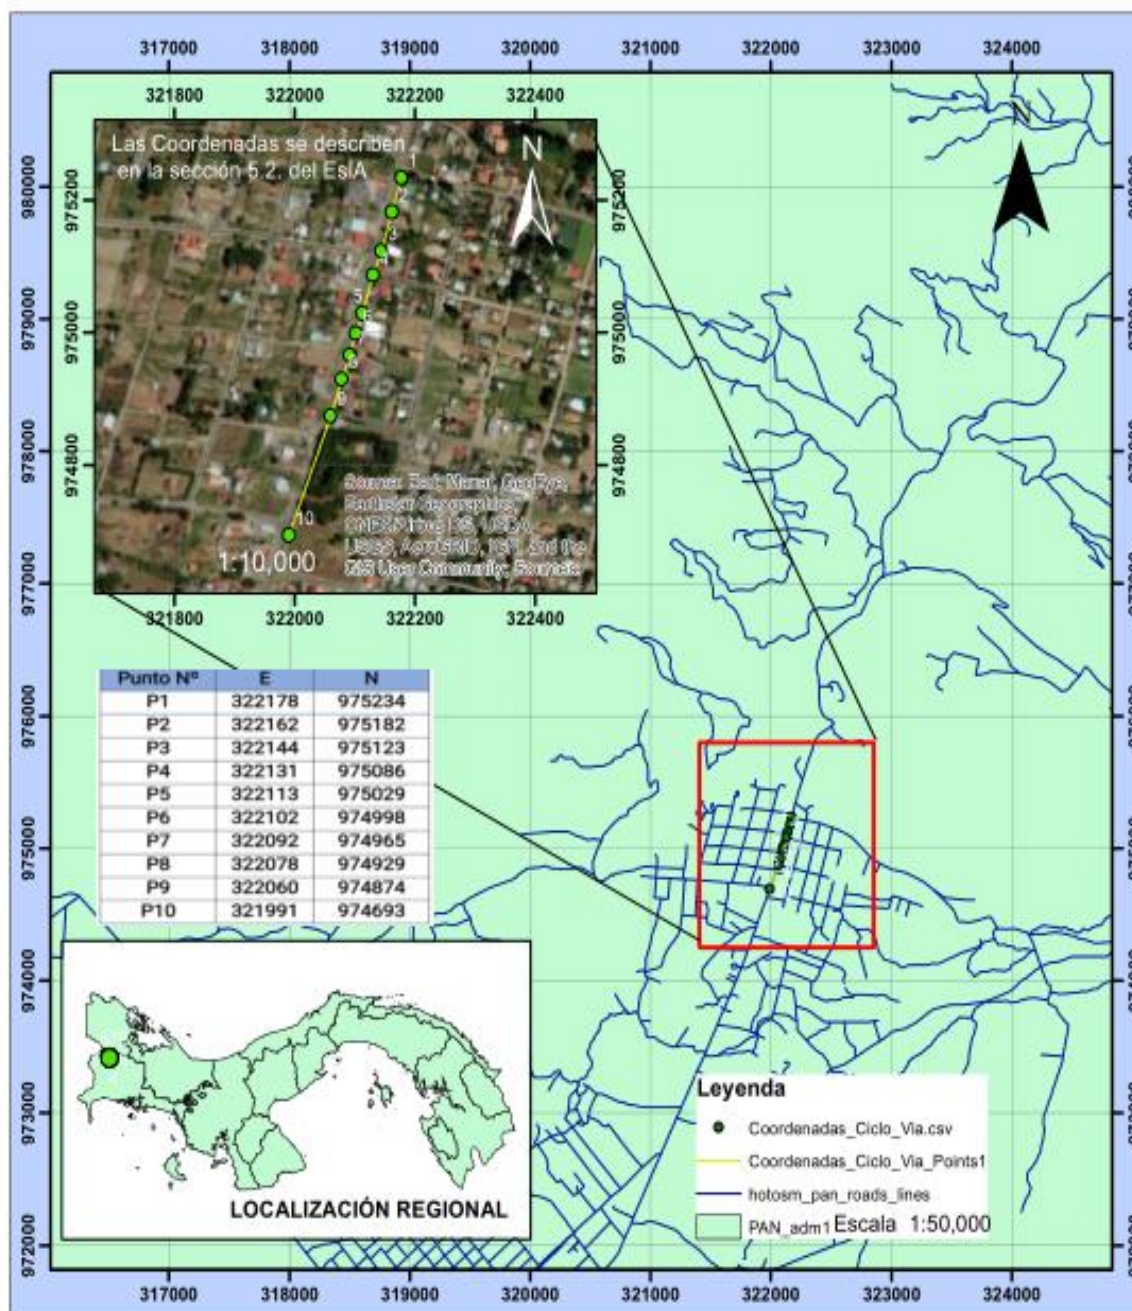 317000 318000 319000 320000 321000 322000 323000 324000
321800 322000 322200 322400
Las Coordenadas se describen
en la sección 5.2. del EsIA
N
N
1
3
5
10
1:10,000
975200 975000 974800
975200 975000 974800
321800 322000 322200 322400
980000 979000 978000 977000 976000 975000 974000 973000 972000
Punto Nº E N
P1 322178 975234
P2 322162 975182
P3 322144 975123
P4 322131 975086
P5 322113 975029
P6 322102 974998
P7 322092 974965
P8 322078 974929
P9 322060 974874
P10 321991 974693
LOCALIZACIÓN REGIONAL
Leyenda
Coordenadas_Ciclo_Via.csv
Coordenadas_Ciclo_Via_Points1
hotosm_pan_roads_lines
PAN_adm1 Escala 1:50,000
317000 318000 319000 320000 321000 322000 323000 324000